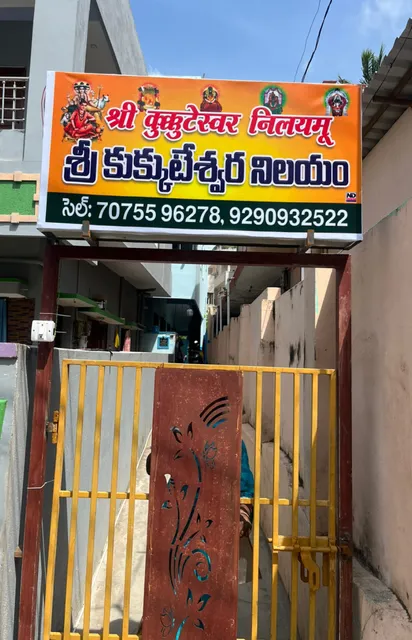 श्री कुक्कुटेस्वर निलयमू
శ్రీ కుక్కుటేశ్వర నిలయం
సెల్: 70755 96278, 9290932522